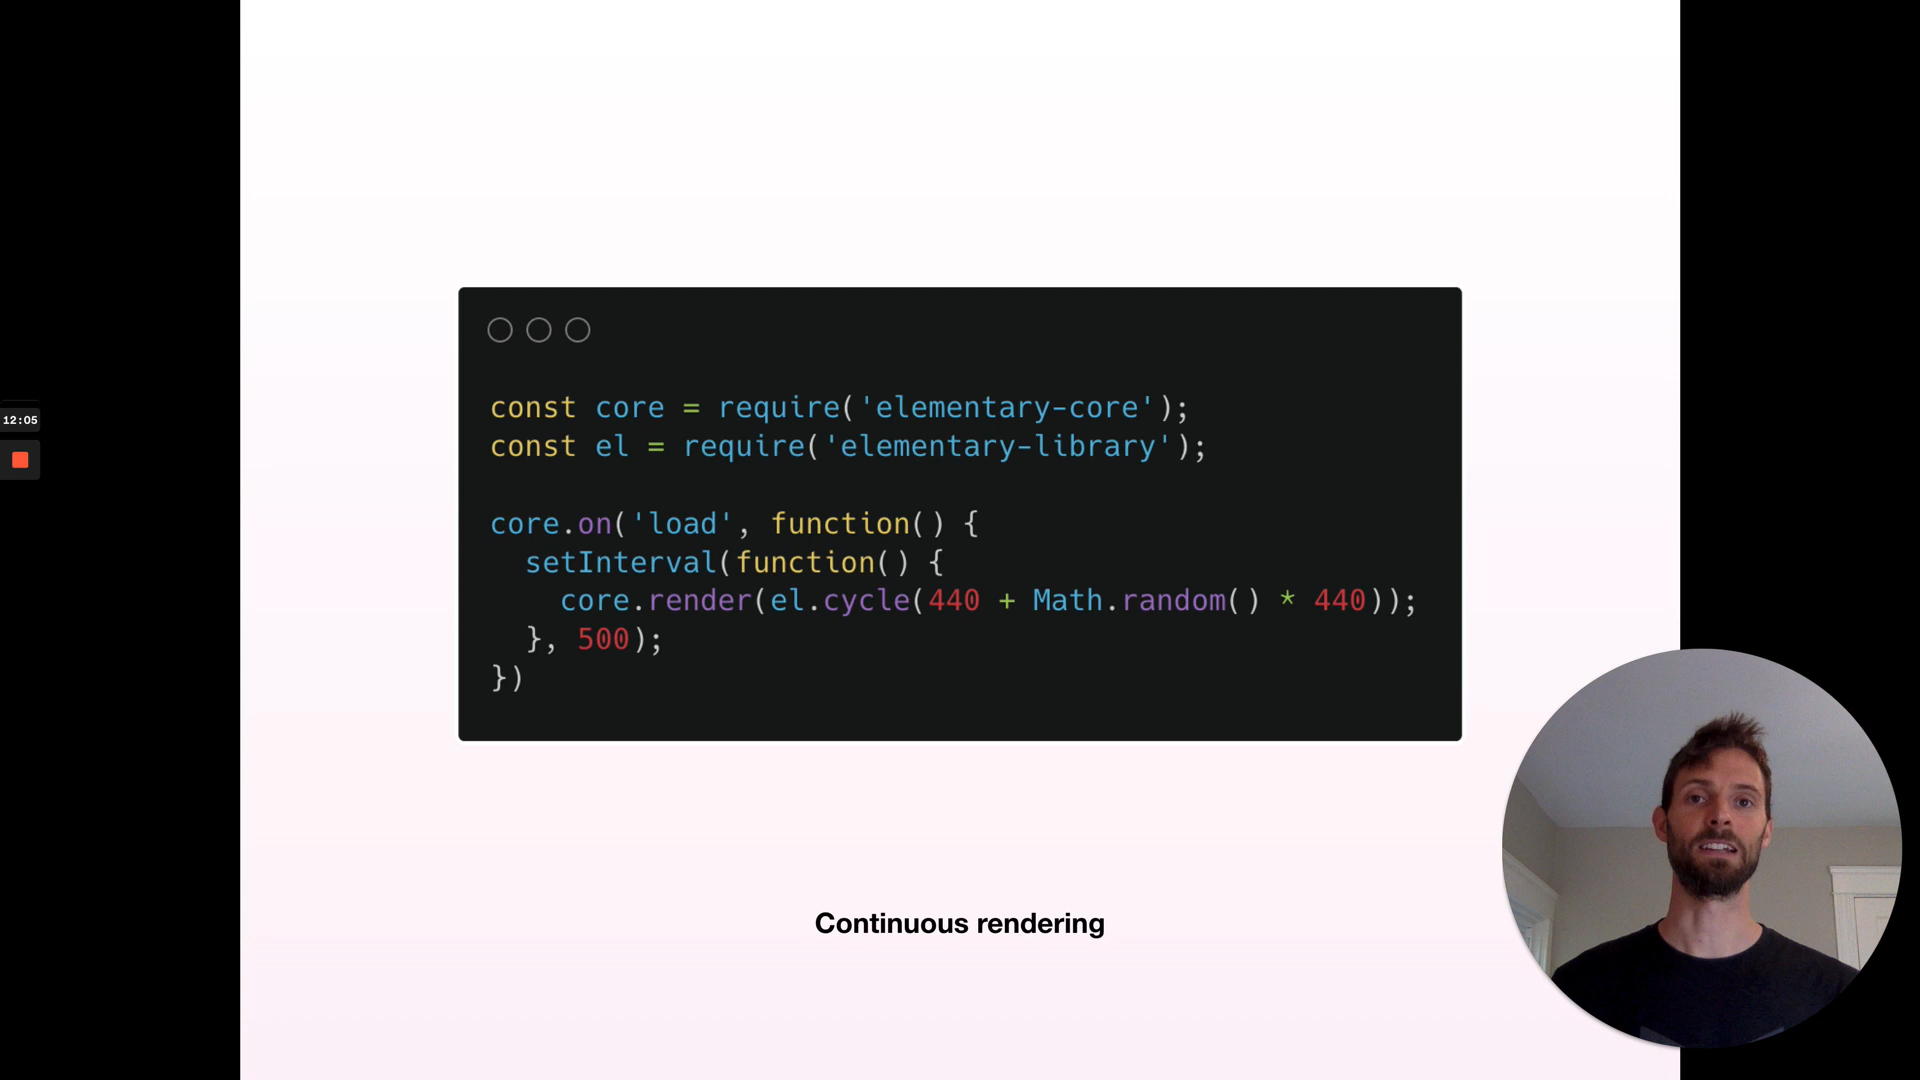 const core = require('elementary-core');
const el = require('elementary-library');
core.on('load', function() {
setInterval(function() {
core.render(el.cycle(440 + Math.random() * 440));
}, 500);
})
12:05
Continuous rendering